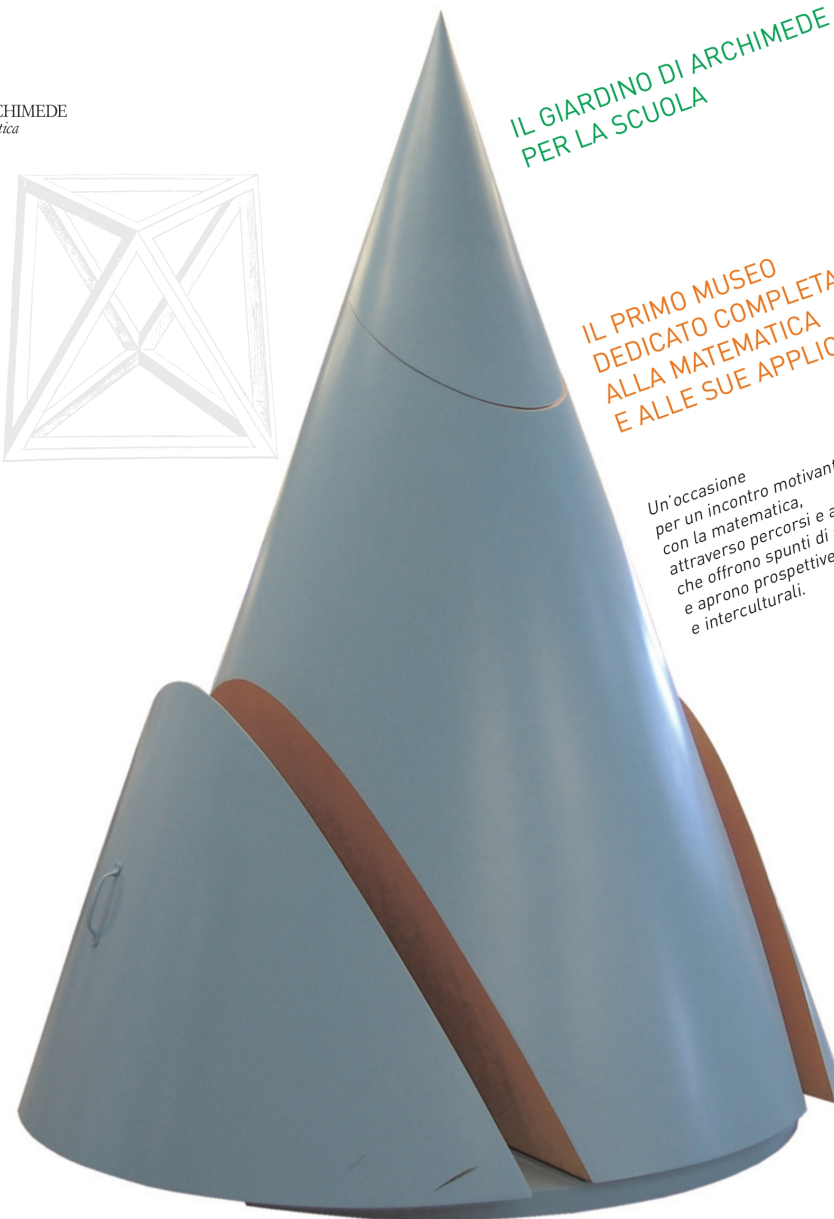 CHIMEDE
tica
IL GIARDINO DI ARCHIMEDE
PER LA SCUOLA
IL PRIMO MUSEO
DEDICATO COMPLETA
ALLA MATEMATICA
E ALLE SUE APPLIC
Un'occasione
per un incontro motivant
con la matematica,
attraverso percorsi e a
che offrono spunti di
e aprono prospettive
e interculturali.